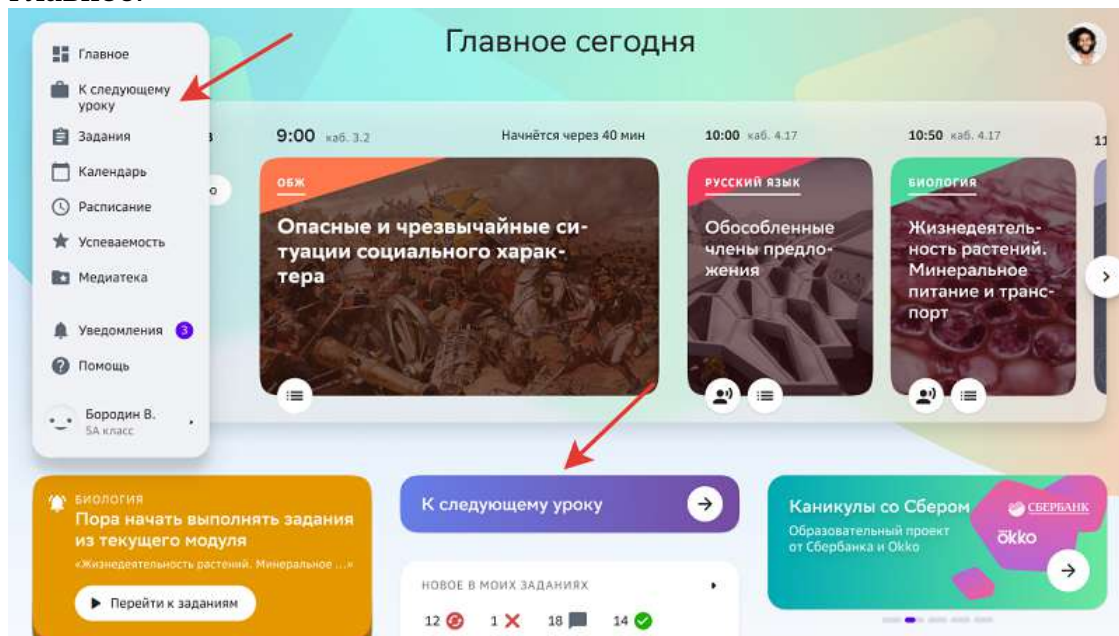 Главное сегодня
Главное
К следующему
уроку
Задания
Календарь
Расписание
Успеваемость
Медиатека
Уведомления 3
Помощь
Бородин В.
5А класс
9:00 каб. 3.2 Начнётся через 40 мин
ОБЖ
Опасные и чрезвычайные си-
туации социального харак-
тера
10:00 каб. 4.17
РУССКИЙ ЯЗЫК
Обособленные
члены предло-
жения
10:50 каб. 4.17
БИОЛОГИЯ
Жизнедеятель-
ность растений.
Минеральное
питание и транс-
порт
БИОЛОГИЯ
Пора начать выполнять задания
из текущего модуля
«Жизнедеятельность растений. Минеральное ...»
Перейти к заданиям
К следующему уроку
НОВОЕ В МОИХ ЗАДАНИЯХ
12 1 18 14
Каникулы со Сбером
Образовательный проект
от Сбербанка и Okko
СБЕРБАНК
ōkko